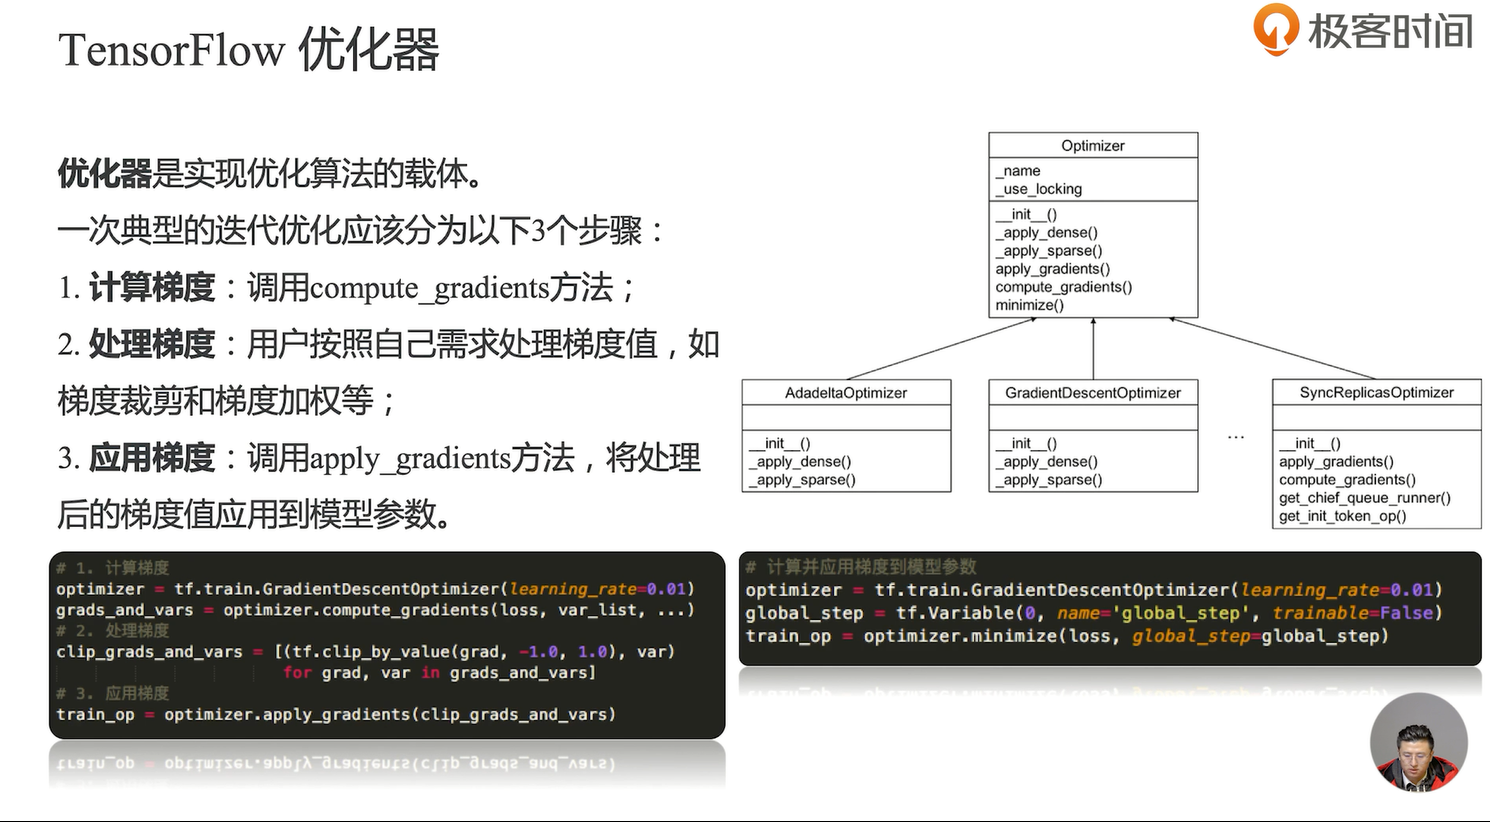 TensorFlow 优化器
极客时间
优化器是实现优化算法的载体。
一次典型的迭代优化应该分为以下3个步骤：
1. 计算梯度：调用compute_gradients方法；
2. 处理梯度：用户按照自己需求处理梯度值，如
梯度裁剪和梯度加权等；
3. 应用梯度：调用apply_gradients方法，将处理
后的梯度值应用到模型参数。
Optimizer
_name
_use_locking
__init__()
_apply_dense()
_apply_sparse()
apply_gradients()
compute_gradients()
minimize()
AdadeltaOptimizer
__init__()
_apply_dense()
_apply_sparse()
GradientDescentOptimizer
__init__()
_apply_dense()
_apply_sparse()
...
SyncReplicasOptimizer
__init__()
apply_gradients()
compute_gradients()
get_chief_queue_runner()
get_init_token_op()
# 1. 计算梯度
optimizer = tf.train.GradientDescentOptimizer(learning_rate=0.01)
grads_and_vars = optimizer.compute_gradients(loss, var_list, ...)
# 2. 处理梯度
clip_grads_and_vars = [(tf.clip_by_value(grad, -1.0, 1.0), var)
for grad, var in grads_and_vars]
# 3. 应用梯度
train_op = optimizer.apply_gradients(clip_grads_and_vars)
# 计算并应用梯度到模型参数
optimizer = tf.train.GradientDescentOptimizer(learning_rate=0.01)
global_step = tf.Variable(0, name='global_step', trainable=False)
train_op = optimizer.minimize(loss, global_step=global_step)